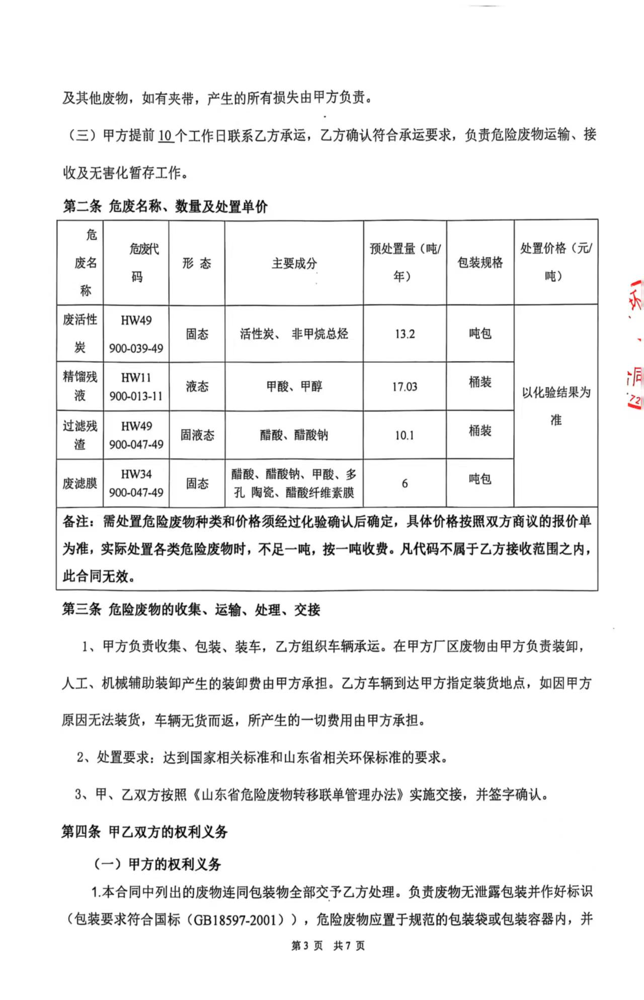 及其他废物，如有夹带，产生的所有损失由甲方负责。
（三）甲方提前 10 个工作日联系乙方承运，乙方确认符合承运要求，负责危险废物运输、接
收及无害化暂存工作。
第二条 危废名称、数量及处置单价
危
废名
称
危废代
码
形 态
主要成分
预处置量（吨/
年）
包装规格
处置价格（元/
吨）
废活性
炭
HW49
900-039-49
固态
活性炭、 非甲烷总烃
13.2
吨包
以化验结果为
准
精馏残
液
HW11
900-013-11
液态
甲酸、甲醇
17.03
桶装
过滤残
渣
HW49
900-047-49
固液态
醋酸、醋酸钠
10.1
桶装
废滤膜
HW34
900-047-49
固态
醋酸、醋酸钠、甲酸、多
孔 陶瓷、醋酸纤维素膜
6
吨包
备注：需处置危险废物种类和价格须经过化验确认后确定，具体价格按照双方商议的报价单
为准，实际处置各类危险废物时，不足一吨，按一吨收费。凡代码不属于乙方接收范围之内，
此合同无效。
第三条 危险废物的收集、运输、处理、交接
1、甲方负责收集、包装、装车，乙方组织车辆承运。在甲方厂区废物由甲方负责装卸，
人工、机械辅助装卸产生的装卸费由甲方承担。乙方车辆到达甲方指定装货地点，如因甲方
原因无法装货，车辆无货而返，所产生的一切费用由甲方承担。
2、处置要求：达到国家相关标准和山东省相关环保标准的要求。
3、甲、乙双方按照《山东省危险废物转移联单管理办法》实施交接，并签字确认。
第四条 甲乙双方的权利义务
（一）甲方的权利义务
1.本合同中列出的废物连同包装物全部交予乙方处理。负责废物无泄露包装并作好标识
（包装要求符合国标（GB18597-2001）），危险废物应置于规范的包装袋或包装容器内，并
第 3 页 共 7 页
同
72